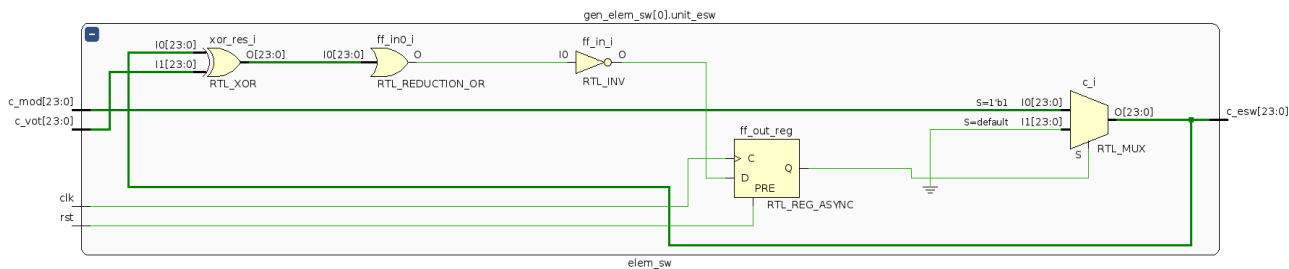 gen_elem_sw[0].unit_esw
I0[23:0]
xor_res_i
I1[23:0]
O[23:0]
RTL_XOR
I0[23:0]
ff_in0_i
O
RTL_REDUCTION_OR
I0
ff_in_i
O
RTL_INV
c_mod[23:0]
c_vot[23:0]
clk
rst
ff_out_reg
C
D
Q
PRE
RTL_REG_ASYNC
c_i
S=1'b1
I0[23:0]
S=default
I1[23:0]
O[23:0]
S
RTL_MUX
c_esw[23:0]
elem_sw